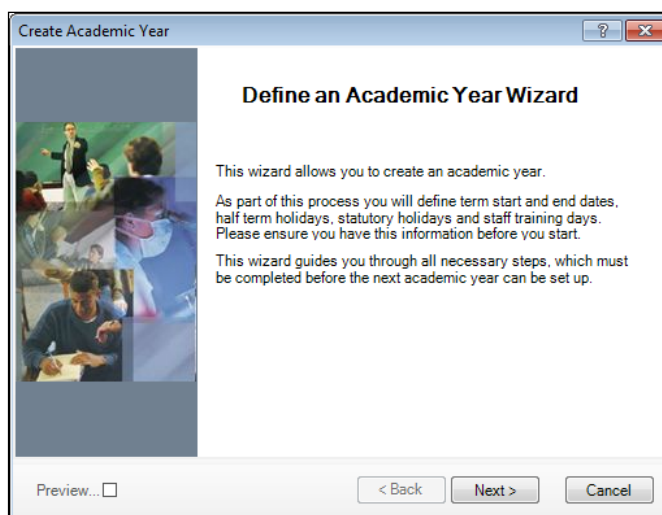 Create Academic Year
Define an Academic Year Wizard
This wizard allows you to create an academic year.
As part of this process you will define term start and end dates,
half term holidays, statutory holidays and staff training days.
Please ensure you have this information before you start.
This wizard guides you through all necessary steps, which must
be completed before the next academic year can be set up.
Preview...
< Back
Next >
Cancel